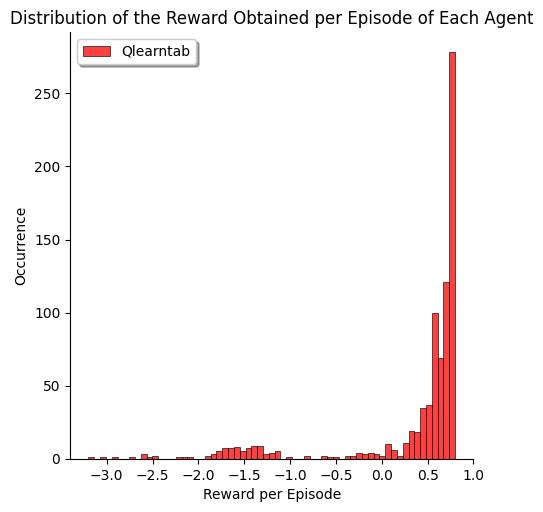 Distribution of the Reward Obtained per Episode of Each Agent
Qlearntab
Occurrence
250
200
150
100
50
0
−3.0 −2.5 −2.0 −1.5 −1.0 −0.5 0.0 0.5 1.0
Reward per Episode